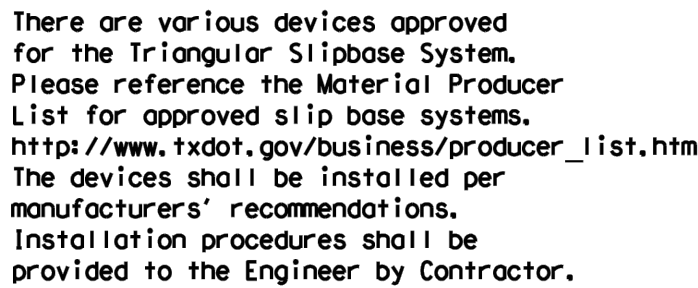 There are various devices approved
for the Triangular Slipbase System.
Please reference the Material Producer
List for approved slip base systems.
http://www.txdot.gov/business/producer_list.htm
The devices shall be installed per
manufacturers' recommendations.
Installation procedures shall be
provided to the Engineer by Contractor.